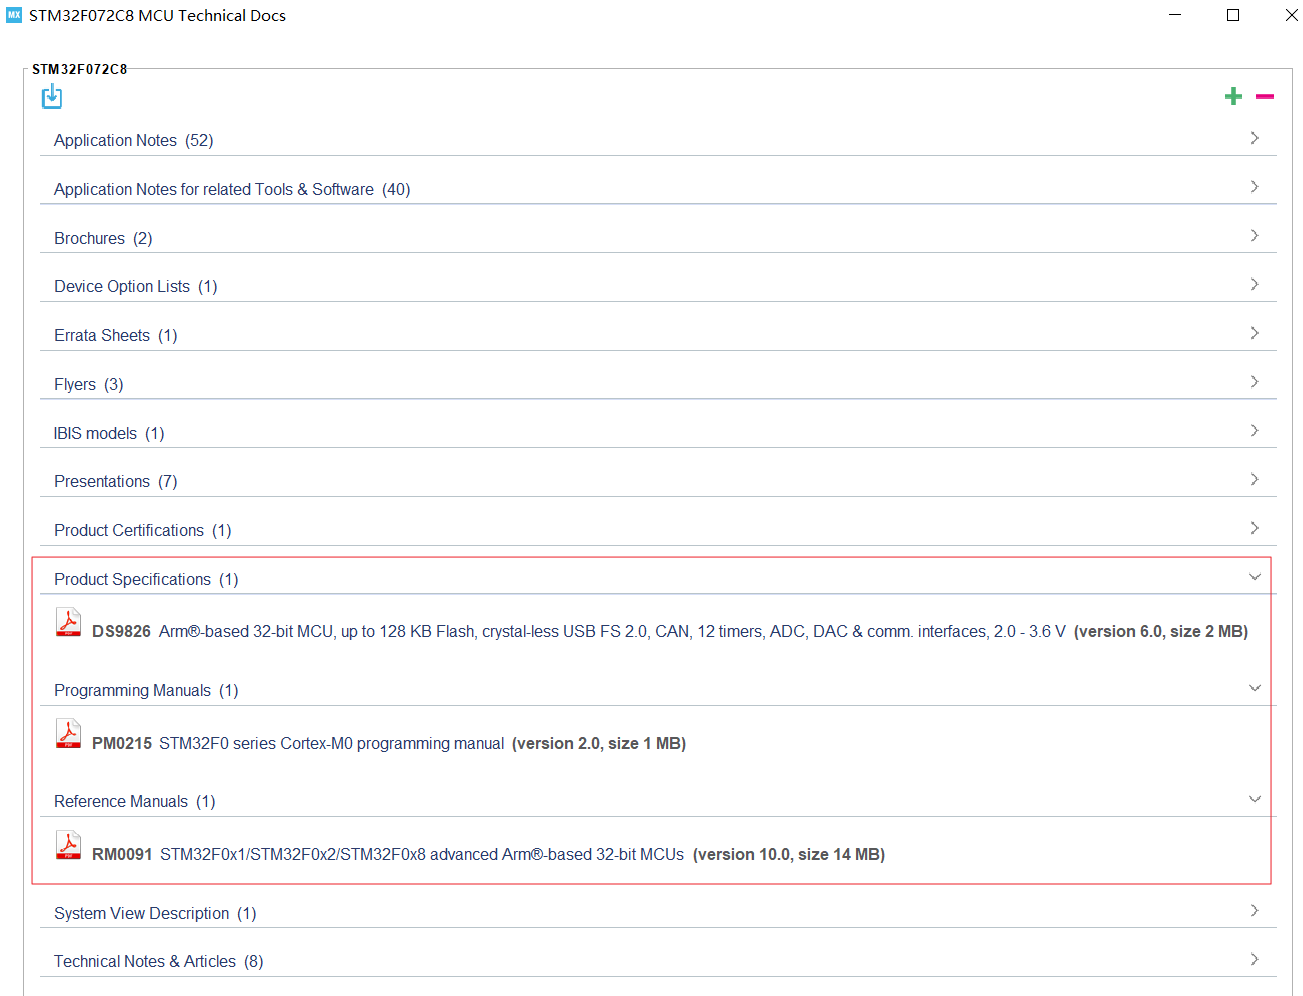 MX STM32F072C8 MCU Technical Docs
STM32F072C8
Application Notes (52)
Application Notes for related Tools & Software (40)
Brochures (2)
Device Option Lists (1)
Errata Sheets (1)
Flyers (3)
IBIS models (1)
Presentations (7)
Product Certifications (1)
Product Specifications (1)
DS9826 Arm®-based 32-bit MCU, up to 128 KB Flash, crystal-less USB FS 2.0, CAN, 12 timers, ADC, DAC & comm. interfaces, 2.0 - 3.6 V (version 6.0, size 2 MB)
Programming Manuals (1)
PM0215 STM32F0 series Cortex-M0 programming manual (version 2.0, size 1 MB)
Reference Manuals (1)
RM0091 STM32F0x1/STM32F0x2/STM32F0x8 advanced Arm®-based 32-bit MCUs (version 10.0, size 14 MB)
System View Description (1)
Technical Notes & Articles (8)